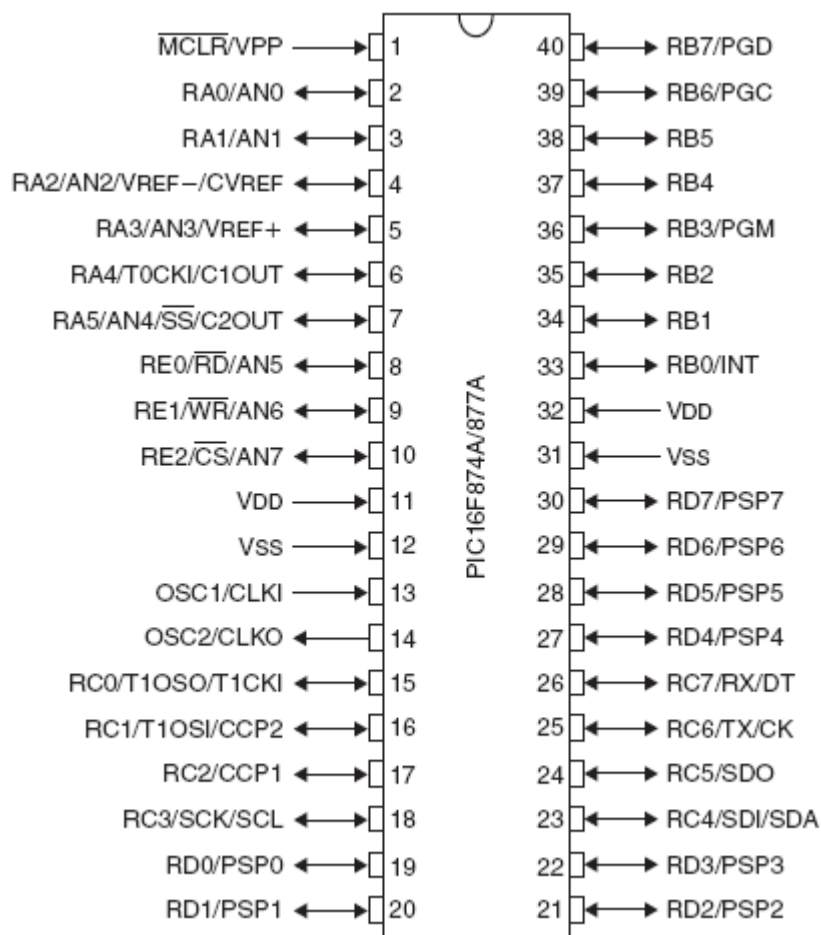 MCLR/VPP 1 40 RB7/PGD
RA0/AN0 2 39 RB6/PGC
RA1/AN1 3 38 RB5
RA2/AN2/VREF-/CVREF 4 37 RB4
RA3/AN3/VREF+ 5 36 RB3/PGM
RA4/T0CKI/C1OUT 6 35 RB2
RA5/AN4/SS/C2OUT 7 34 RB1
RE0/RD/AN5 8 33 RB0/INT
RE1/WR/AN6 9 32 VDD
RE2/CS/AN7 10 31 VSS
VDD 11 30 RD7/PSP7
VSS 12 29 RD6/PSP6
OSC1/CLKI 13 28 RD5/PSP5
OSC2/CLKO 14 27 RD4/PSP4
RC0/T1OSO/T1CKI 15 26 RC7/RX/DT
RC1/T1OSI/CCP2 16 25 RC6/TX/CK
RC2/CCP1 17 24 RC5/SDO
RC3/SCK/SCL 18 23 RC4/SDI/SDA
RD0/PSP0 19 22 RD3/PSP3
RD1/PSP1 20 21 RD2/PSP2
PIC16F874A/877A